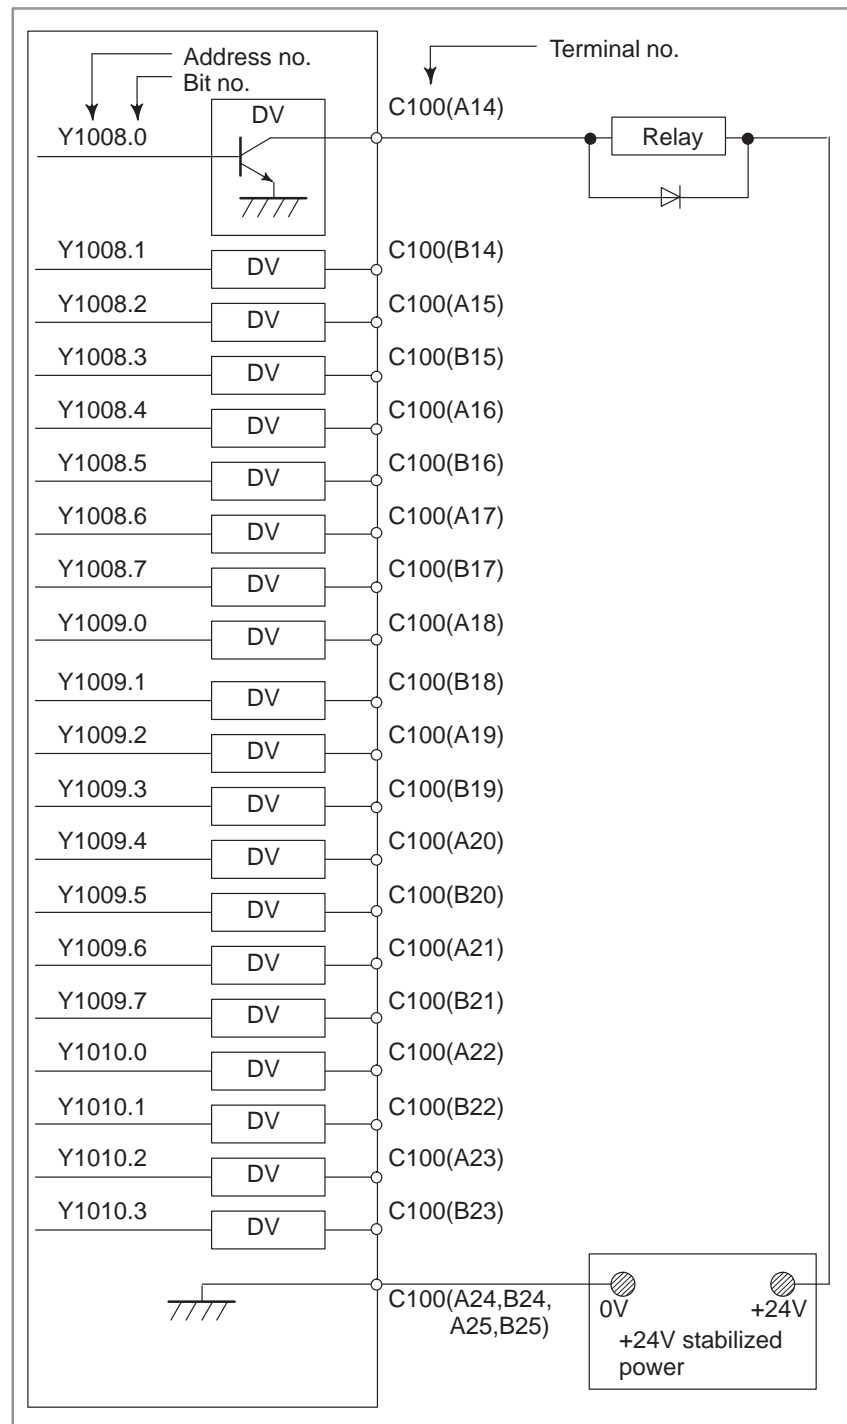 Address no.
Bit no.
Terminal no.
Y1008.0
DV
C100(A14)
Relay
Y1008.1
DV
C100(B14)
Y1008.2
DV
C100(A15)
Y1008.3
DV
C100(B15)
Y1008.4
DV
C100(A16)
Y1008.5
DV
C100(B16)
Y1008.6
DV
C100(A17)
Y1008.7
DV
C100(B17)
Y1009.0
DV
C100(A18)
Y1009.1
DV
C100(B18)
Y1009.2
DV
C100(A19)
Y1009.3
DV
C100(B19)
Y1009.4
DV
C100(A20)
Y1009.5
DV
C100(B20)
Y1009.6
DV
C100(A21)
Y1009.7
DV
C100(B21)
Y1010.0
DV
C100(A22)
Y1010.1
DV
C100(B22)
Y1010.2
DV
C100(A23)
Y1010.3
DV
C100(B23)
C100(A24,B24,
A25,B25)
0V
+24V
+24V stabilized
power